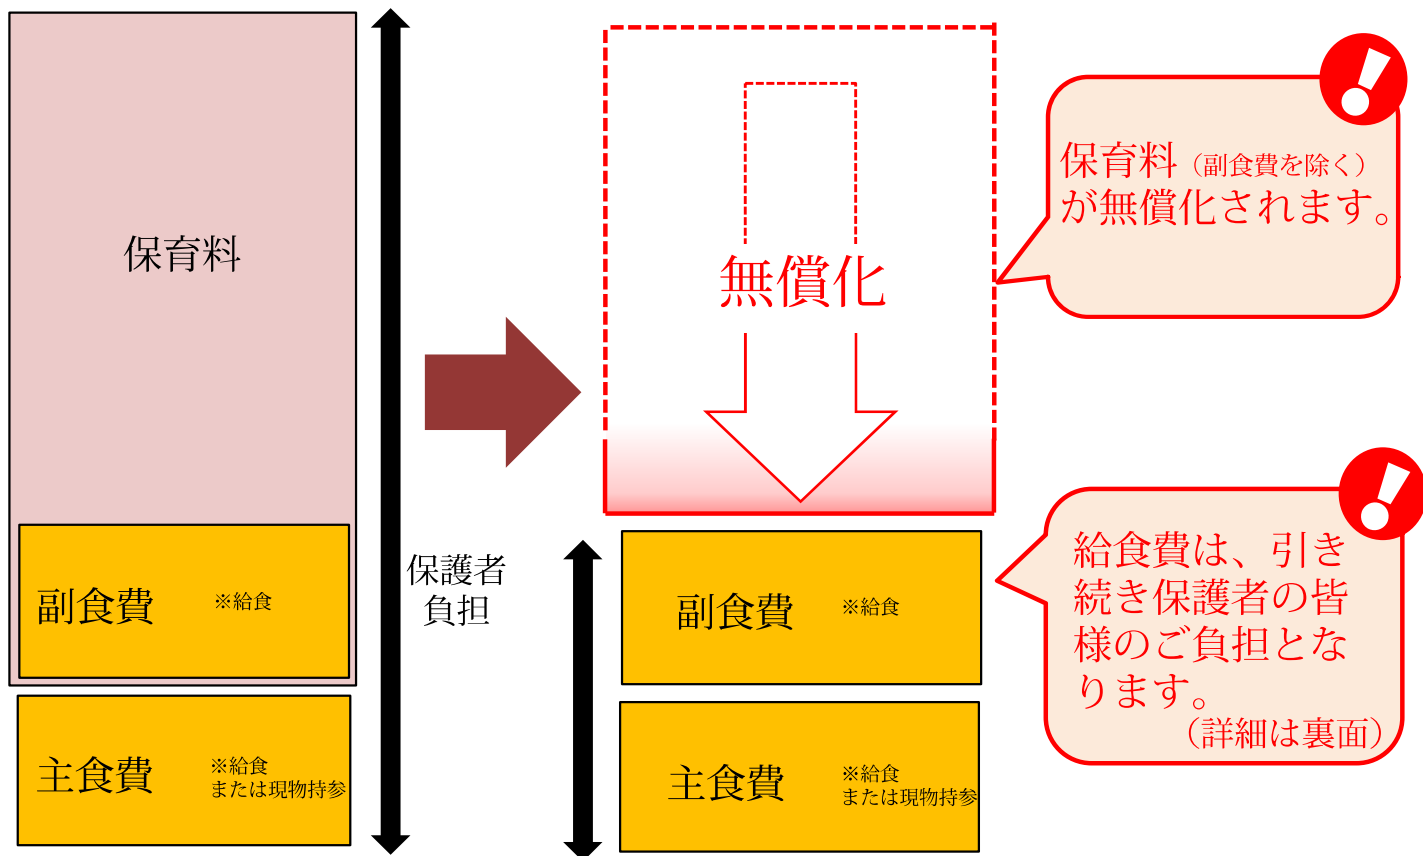 保育料
副食費 ※給食
主食費 ※給食
または現物持参
保護者
負担
無償化
副食費 ※給食
主食費 ※給食
または現物持参
保育料（副食費を除く）
が無償化されます。
給食費は、引き
続き保護者の皆
様のご負担とな
ります。
（詳細は裏面）